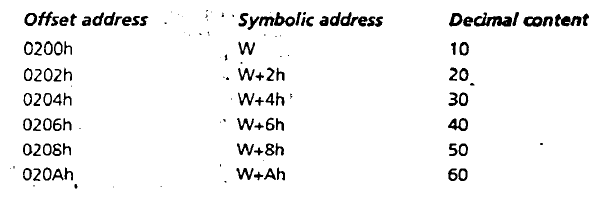 Offset address Symbolic address Decimal content
0200h W 10
0202h W+2h 20
0204h W+4h 30
0206h W+6h 40
0208h W+8h 50
020Ah W+Ah 60